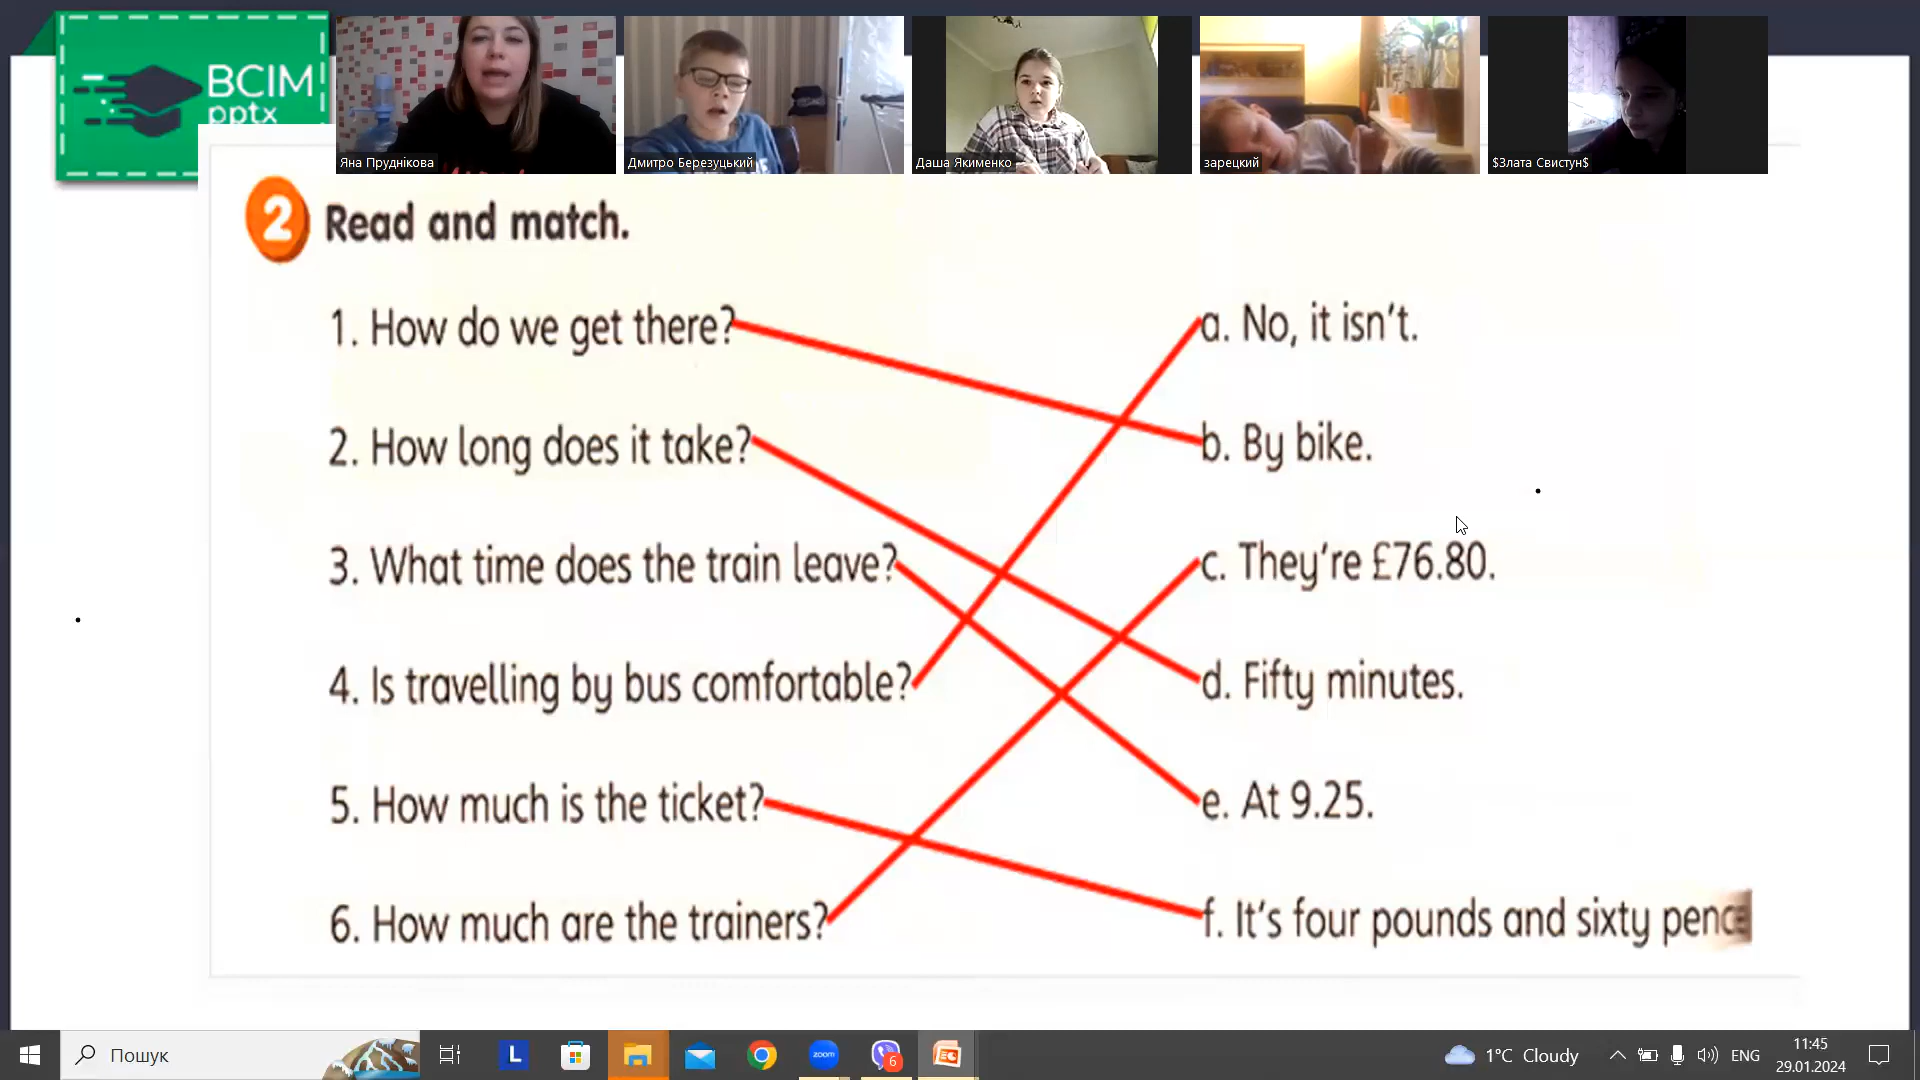 BCIM
pptx
Яна Пруднікова
Дмитро Березуцький
Даша Якименко
зарецкий
$Злата Свистун$
2 Read and match.
1. How do we get there?
a. No, it isn't.
2. How long does it take?
b. By bike.
3. What time does the train leave?
c. They're £76.80.
4. Is travelling by bus comfortable?
d. Fifty minutes.
5. How much is the ticket?
e. At 9.25.
6. How much are the trainers?
f. It's four pounds and sixty pence
Пошук
L
zoom
6
1°C Cloudy
ENG
11:45
29.01.2024